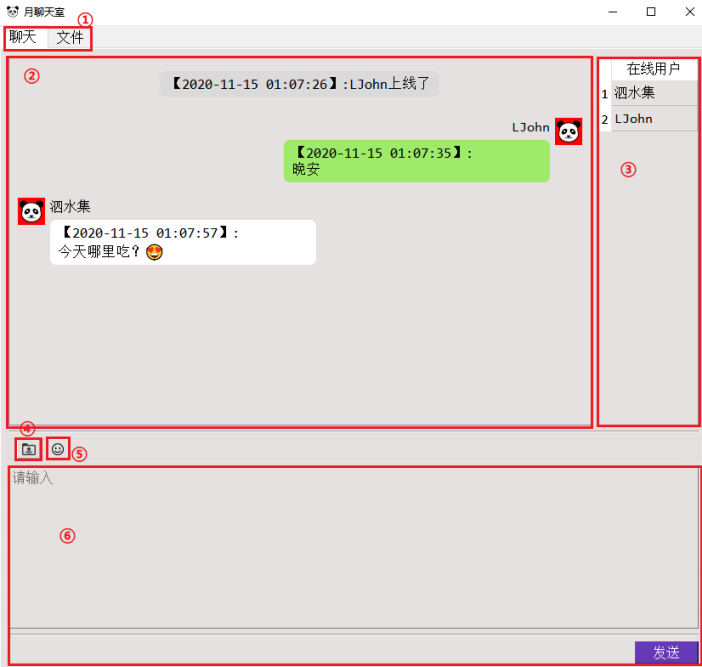 月聊天室
①
聊天 文件
②
【2020-11-15 01:07:26】:LJohn上线了
在线用户
1 泗水集
2 LJohn
③
LJohn
【2020-11-15 01:07:35】:
晚安
泗水集
【2020-11-15 01:07:57】:
今天哪里吃？😍
④
⑤
请输入
⑥
发送